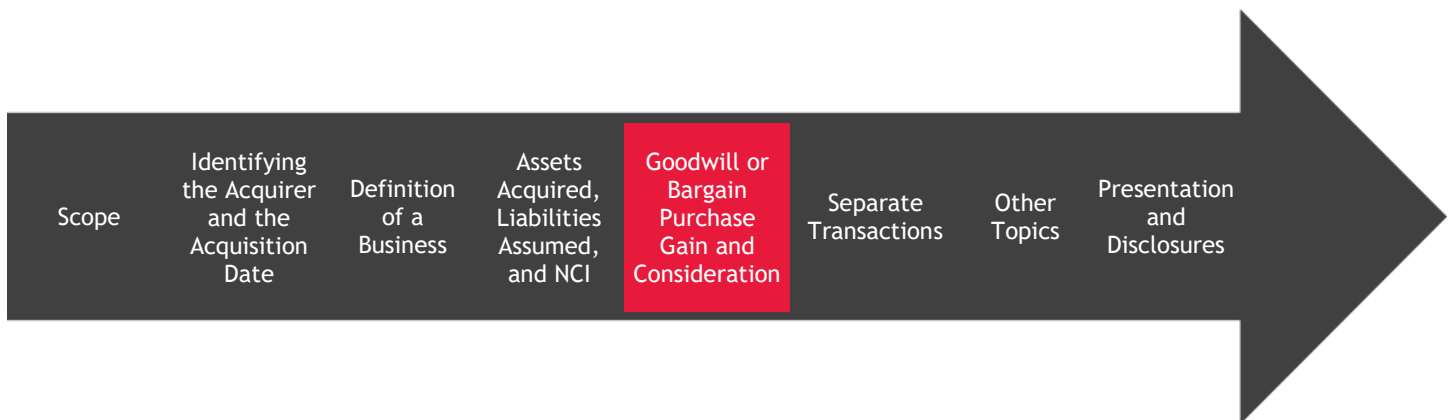 Scope
Identifying
the Acquirer
and the
Acquisition
Date
Definition
of a
Business
Assets
Acquired,
Liabilities
Assumed,
and NCI
Goodwill or
Bargain
Purchase
Gain and
Consideration
Separate
Transactions
Other
Topics
Presentation
and
Disclosures